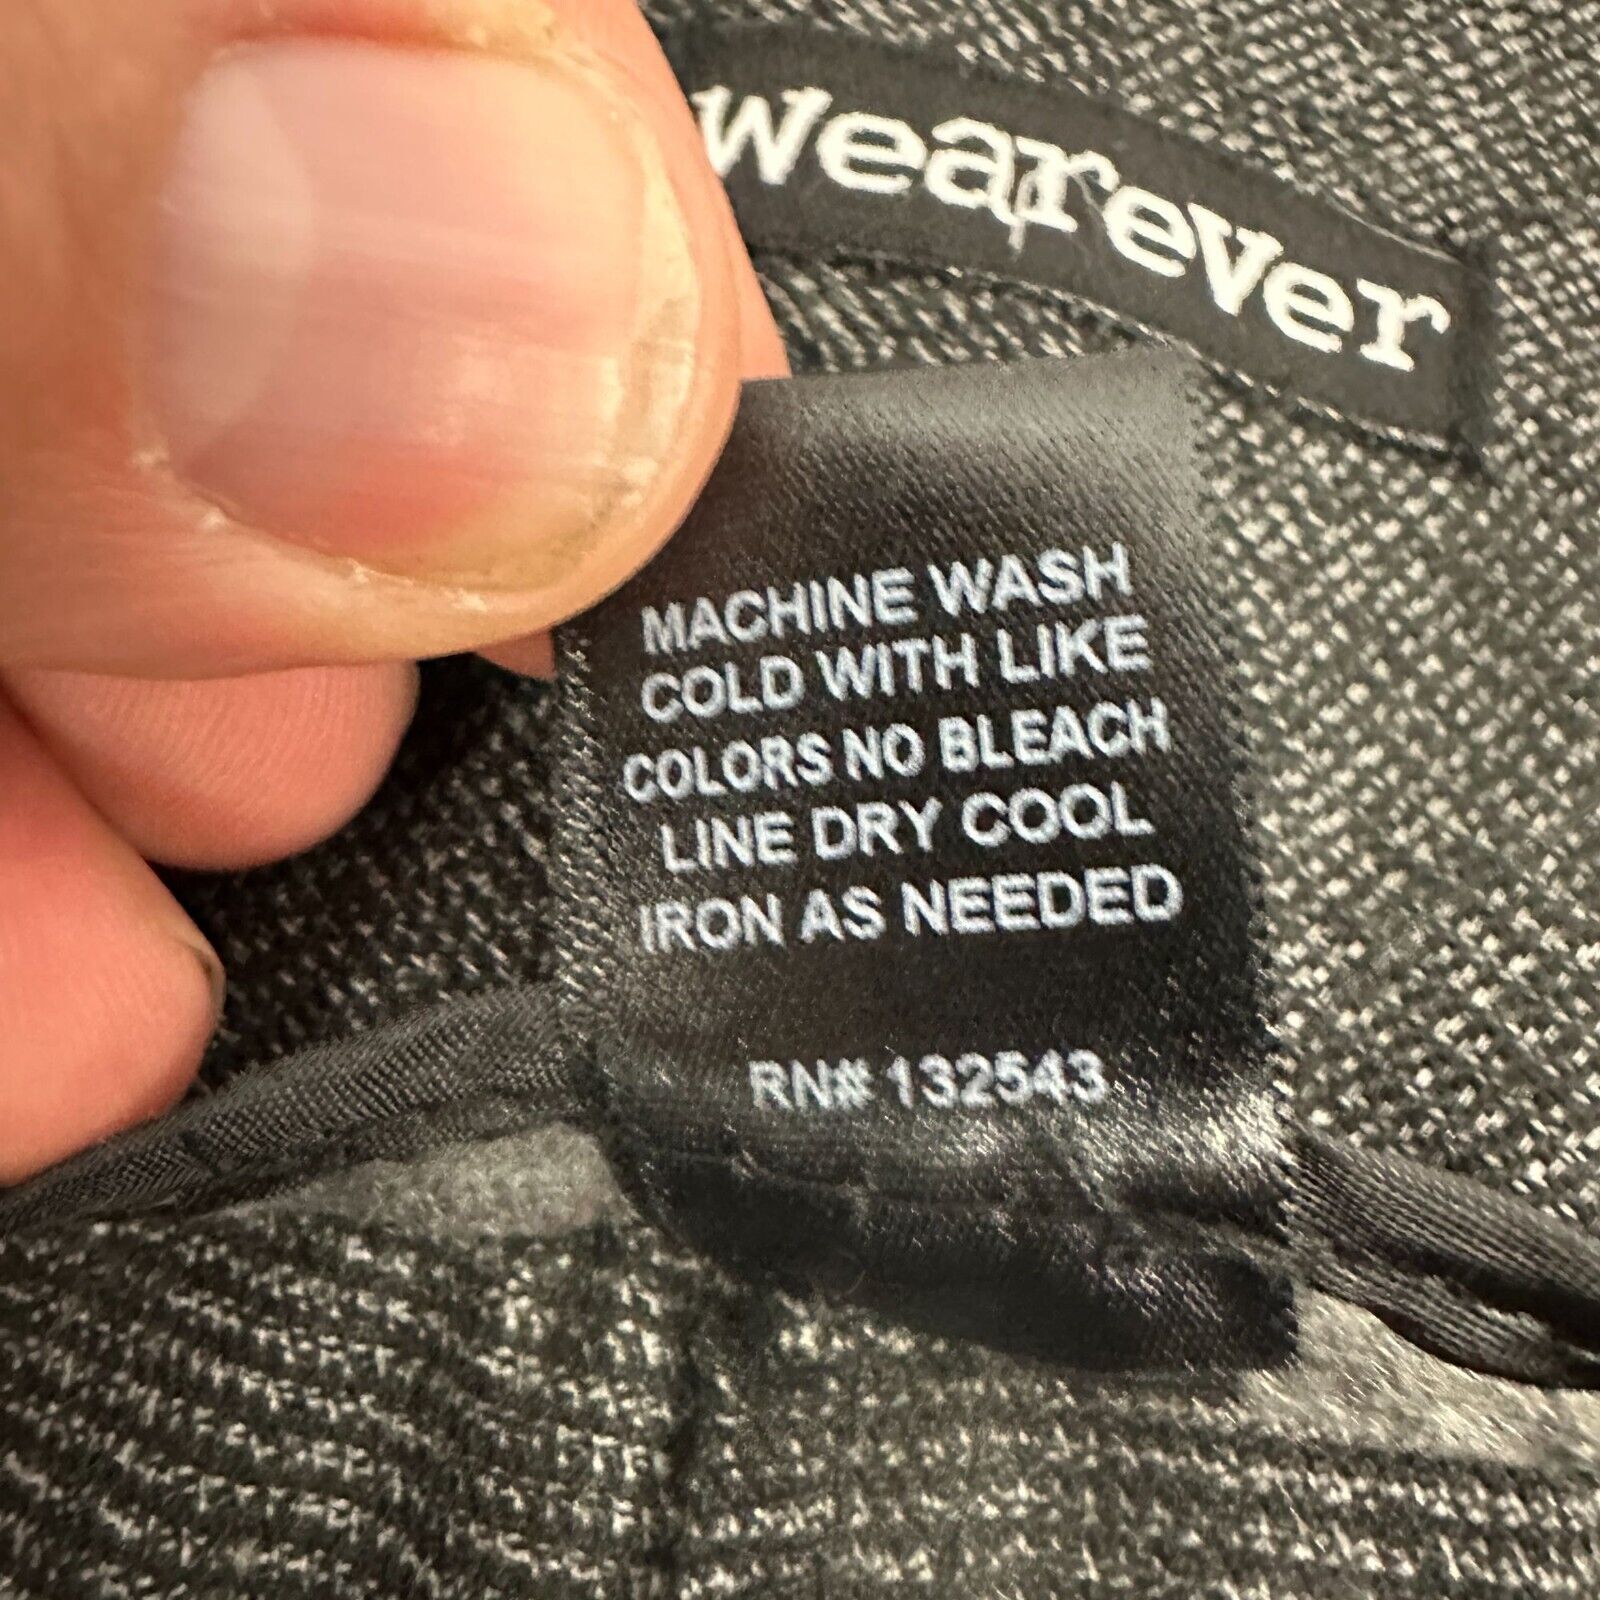 wearever
MACHINE WASH
COLD WITH LIKE
COLORS NO BLEACH
LINE DRY COOL
IRON AS NEEDED
RN# 132543